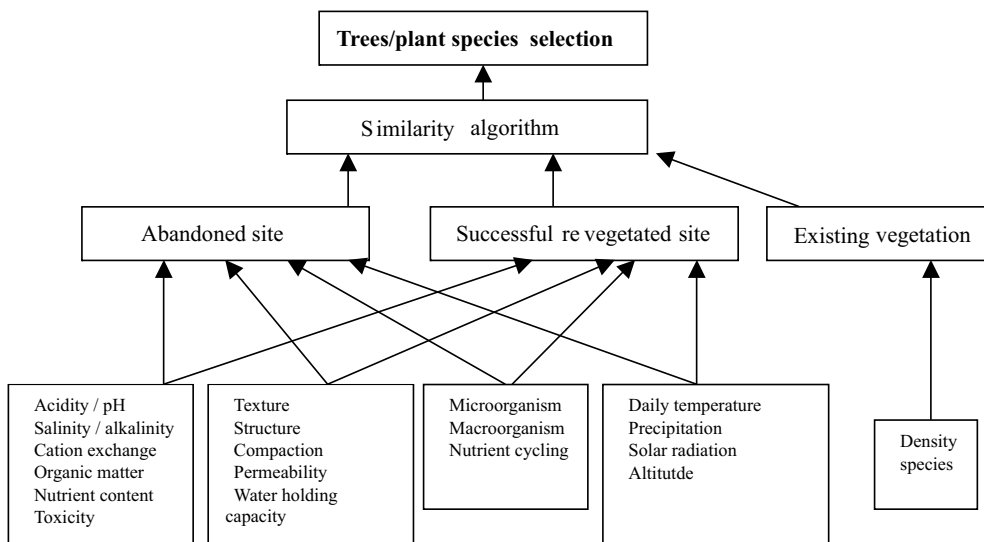 Trees/plant species selection
Similarity algorithm
Abandoned site
Successful re vegetated site
Existing vegetation
Acidity / pH
Salinity / alkalinity
Cation exchange
Organic matter
Nutrient content
Toxicity
Texture
Structure
Compaction
Permeability
Water holding
capacity
Microorganism
Macroorganism
Nutrient cycling
Daily temperature
Precipitation
Solar radiation
Altitutde
Density
species